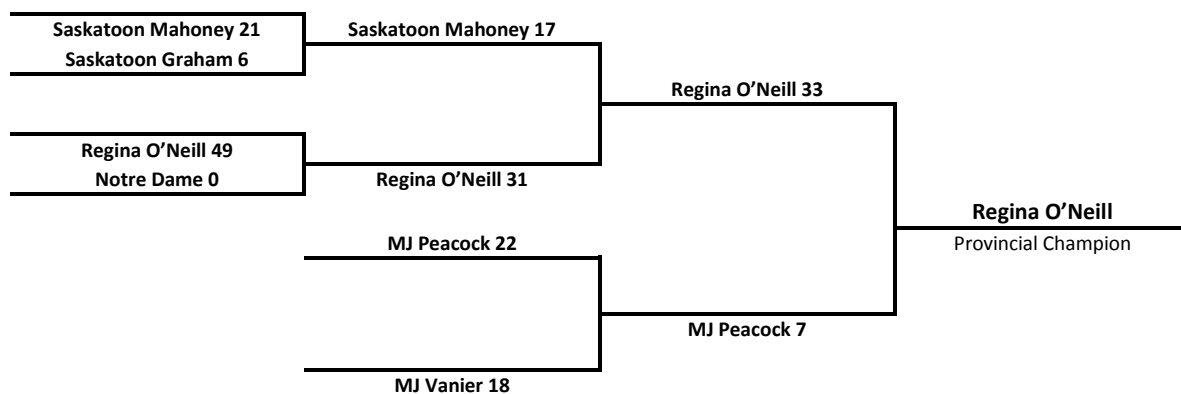 Saskatoon Mahoney 21
Saskatoon Graham 6
Saskatoon Mahoney 17
Regina O’Neill 33
Regina O’Neill 49
Notre Dame 0
Regina O’Neill 31
Regina O’Neill
Provincial Champion
MJ Peacock 22
MJ Peacock 7
MJ Vanier 18